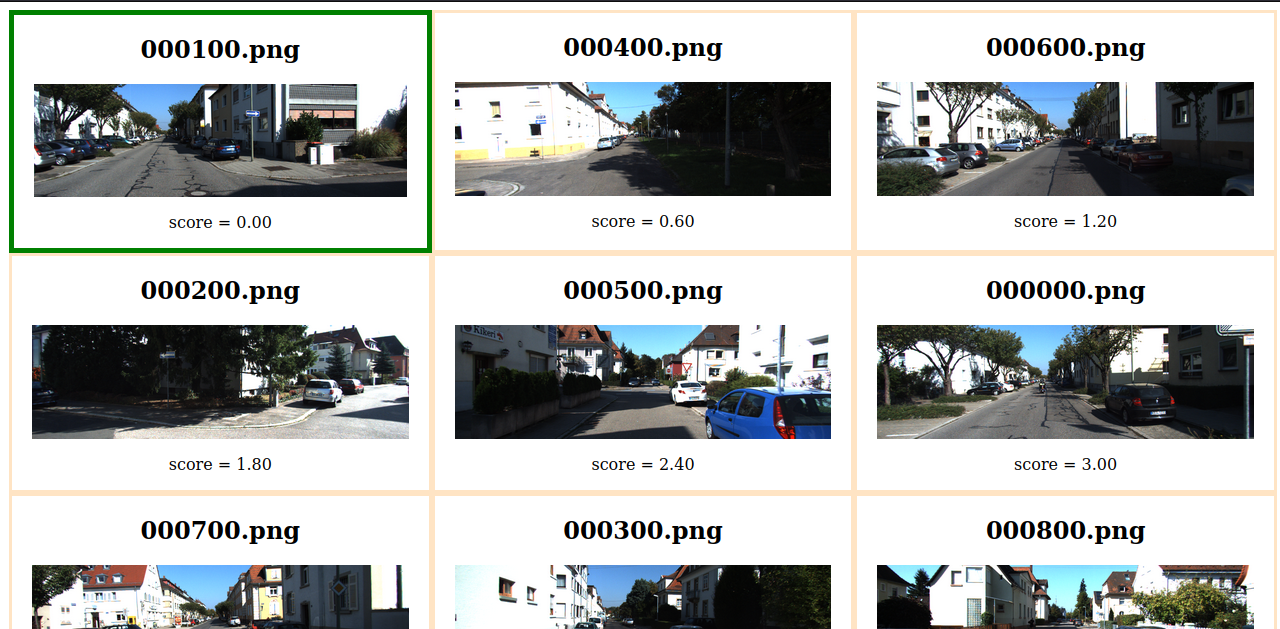 000100.png
000400.png
000600.png
score = 0.00
score = 0.60
score = 1.20
000200.png
000500.png
000000.png
Kikeri
score = 1.80
score = 2.40
score = 3.00
000700.png
000300.png
000800.png